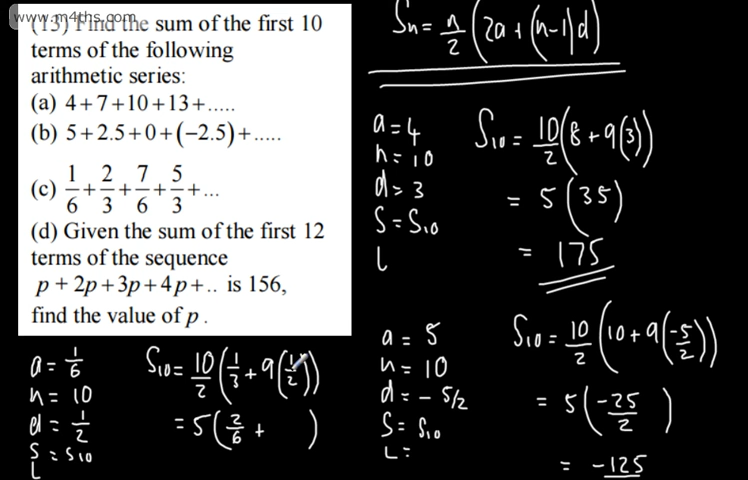 www.m4ths.com
(13) Find the sum of the first 10
terms of the following
arithmetic series:
(a) 4+7+10+13+.....
(b) 5+2.5+0+(−2.5)+.....
(c) 1/6+2/3+7/6+5/3+...
(d) Given the sum of the first 12
terms of the sequence
p+2p+3p+4p+.. is 156,
find the value of p.
Sn= n/2 (2a+(n-1)d)
a=4
n=10
d=3
S=S10
L
S10= 10/2(8+9(3))
= 5(35)
= 175
a=5
n=10
d=-5/2
S=S10
L=
S10= 10/2(10+9(-5/2))
= 5(-25/2 )
= -125
a=1/6
n=10
d=1/2
S=S10
L
S10= 10/2(1/3+9(1/2))
=5(2/6+ )